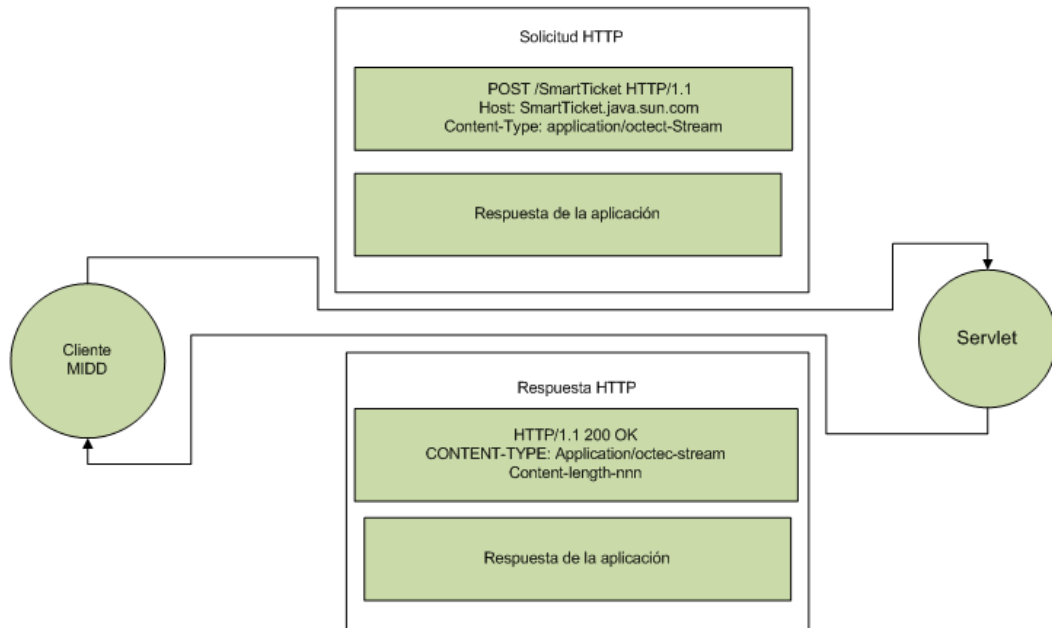 Solicitud HTTP
POST /SmartTicket HTTP/1.1
Host: SmartTicket.java.sun.com
Content-Type: application/octect-Stream
Respuesta de la aplicación
Cliente
MIDD
Servlet
Respuesta HTTP
HTTP/1.1 200 OK
CONTENT-TYPE: Application/octec-stream
Content-length-nnn
Respuesta de la aplicación